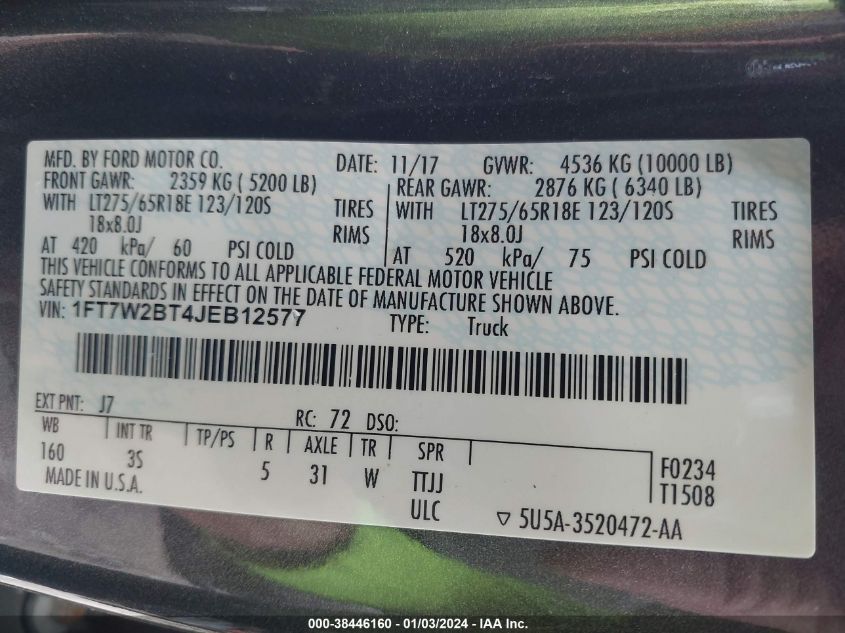 MFD. BY FORD MOTOR CO. DATE: 11/17 GVWR: 4536 KG (10000 LB)
FRONT GAWR: 2359 KG ( 5200 LB) REAR GAWR: 2876 KG ( 6340 LB)
WITH LT275/65R18E 123/120S TIRES WITH LT275/65R18E 123/120S TIRES
18x8.0J RIMS 18x8.0J RIMS
AT 420 kPa/ 60 PSI COLD AT 520 kPa/ 75 PSI COLD
THIS VEHICLE CONFORMS TO ALL APPLICABLE FEDERAL MOTOR VEHICLE
SAFETY STANDARDS IN EFFECT ON THE DATE OF MANUFACTURE SHOWN ABOVE.
VIN: 1FT7W2BT4JEB12577 TYPE: Truck
EXT PNT: J7 RC: 72 DSO:
WB INT TR TP/PS R AXLE TR SPR
160 3S 5 31 W TTJJ F0234
MADE IN U.S.A. ULC T1508
5U5A-3520472-AA
000-38446160 - 01/03/2024 - IAA Inc.